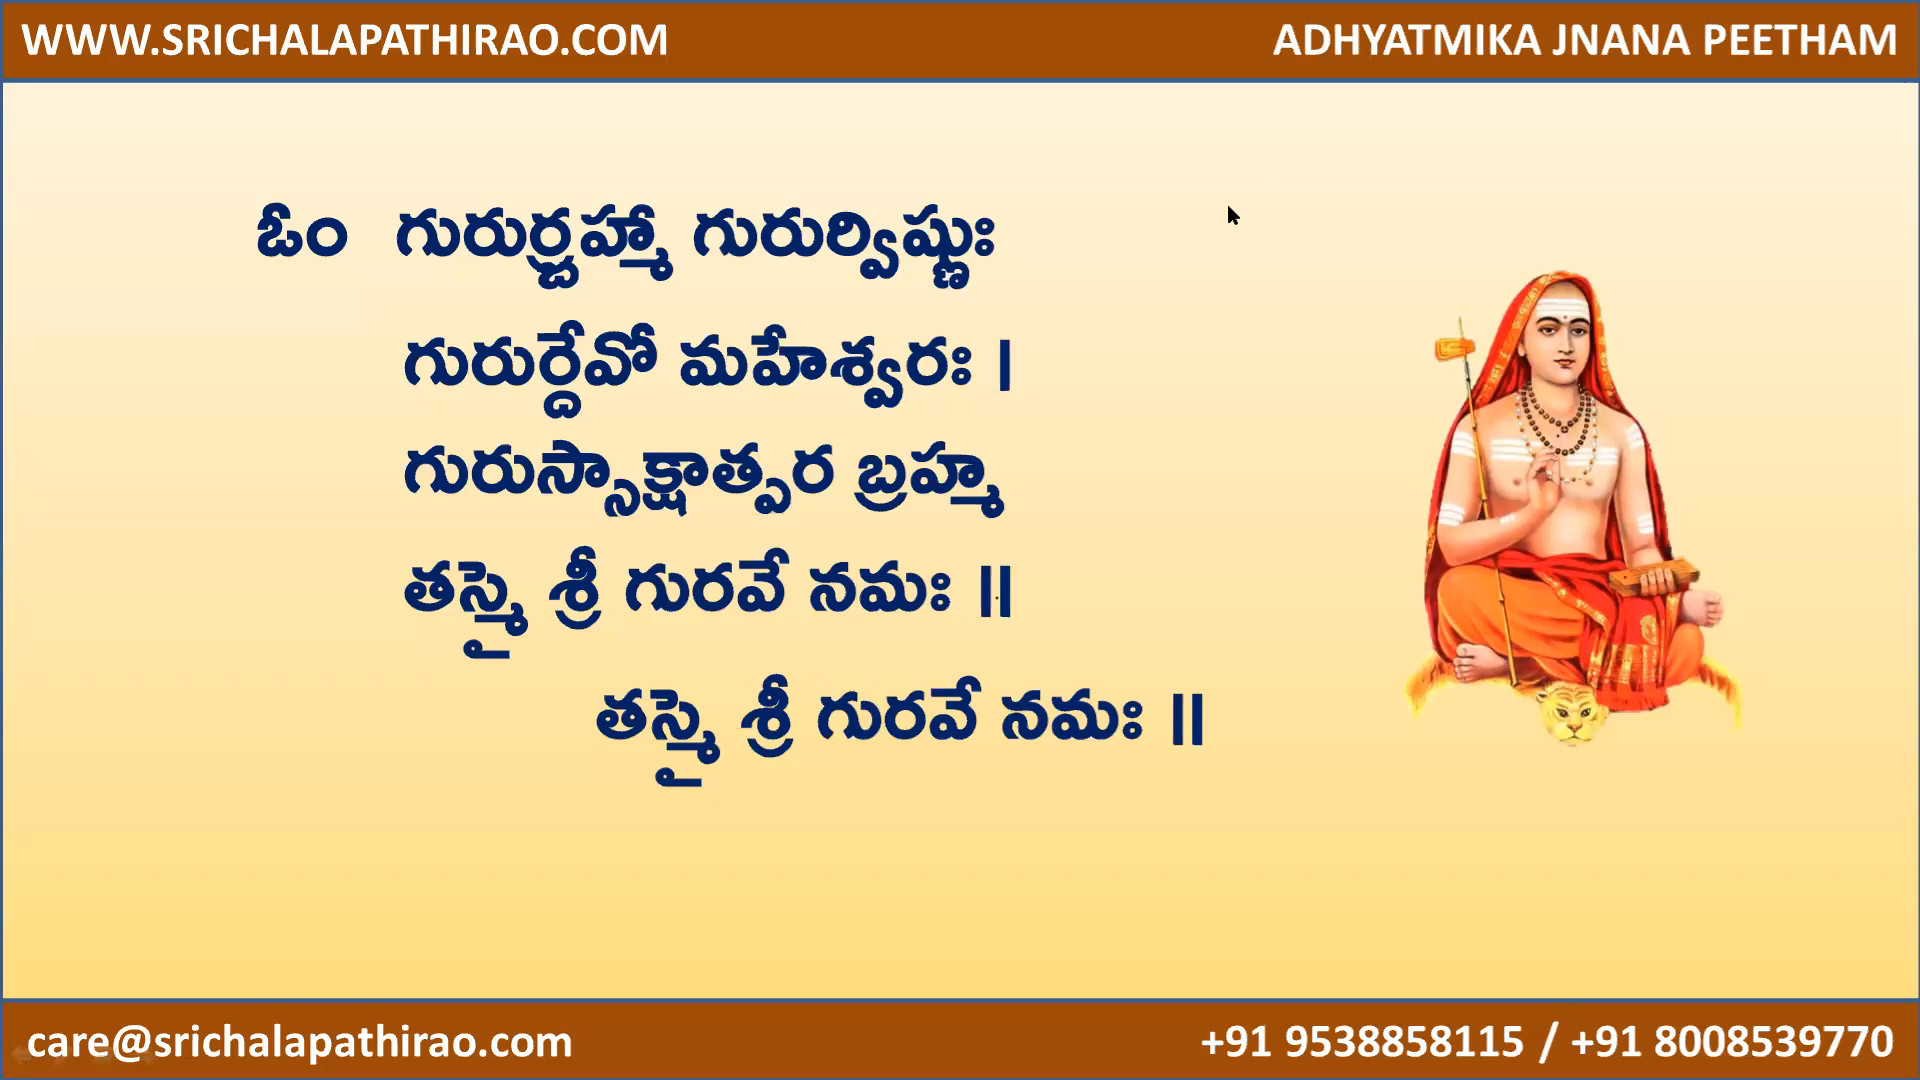 WWW.SRICHALAPATHIRAO.COM
ADHYATMIKA JNANA PEETHAM
ఓం గురుర్బ్రహ్మా గురుర్విష్ణుః
గురుర్దేవో మహేశ్వరః |
గురుస్సాక్షాత్పర బ్రహ్మ
తస్మై శ్రీ గురవే నమః ||
తస్మై శ్రీ గురవే నమః ||
care@srichalapathirao.com
+91 9538858115 / +91 8008539770